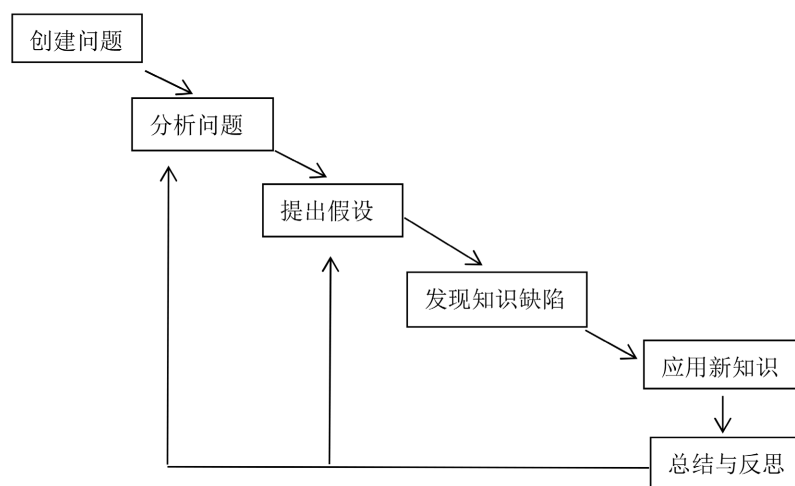 创建问题
分析问题
提出假设
发现知识缺陷
应用新知识
总结与反思